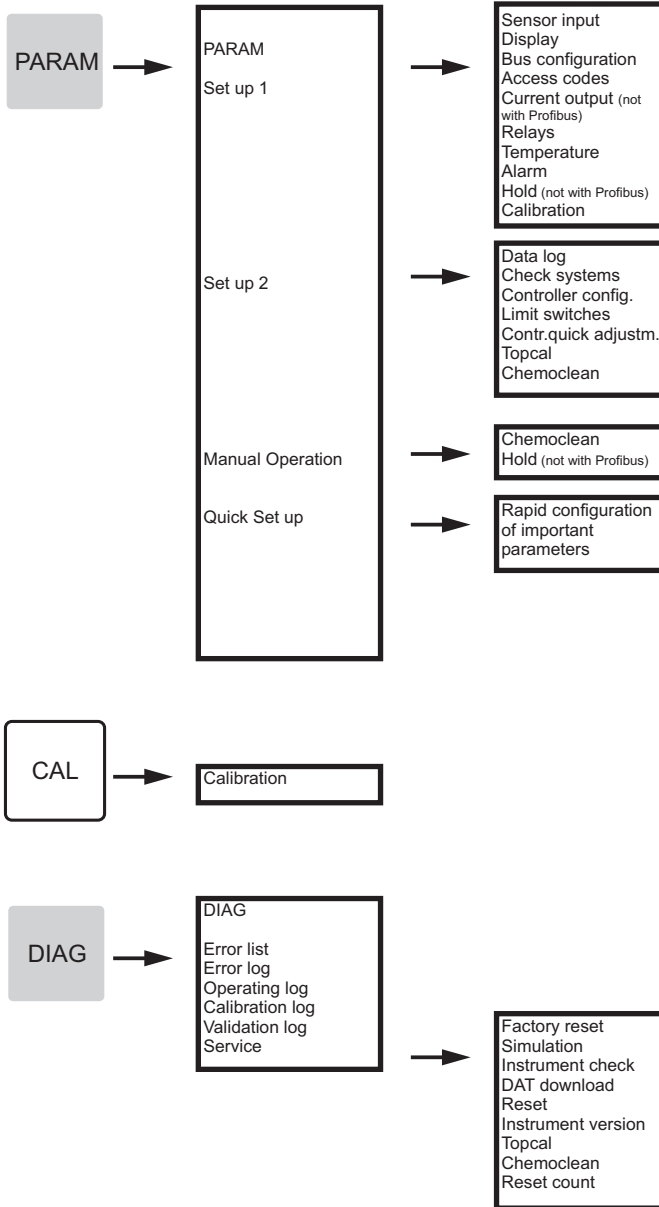 PARAM
PARAM
Set up 1
Sensor input
Display
Bus configuration
Access codes
Current output (not
with Profibus)
Relays
Temperature
Alarm
Hold (not with Profibus)
Calibration
Set up 2
Data log
Check systems
Controller config.
Limit switches
Contr.quick adjustm.
Topcal
Chemoclean
Manual Operation
Chemoclean
Hold (not with Profibus)
Quick Set up
Rapid configuration
of important
parameters
CAL
Calibration
DIAG
DIAG
Error list
Error log
Operating log
Calibration log
Validation log
Service
Factory reset
Simulation
Instrument check
DAT download
Reset
Instrument version
Topcal
Chemoclean
Reset count